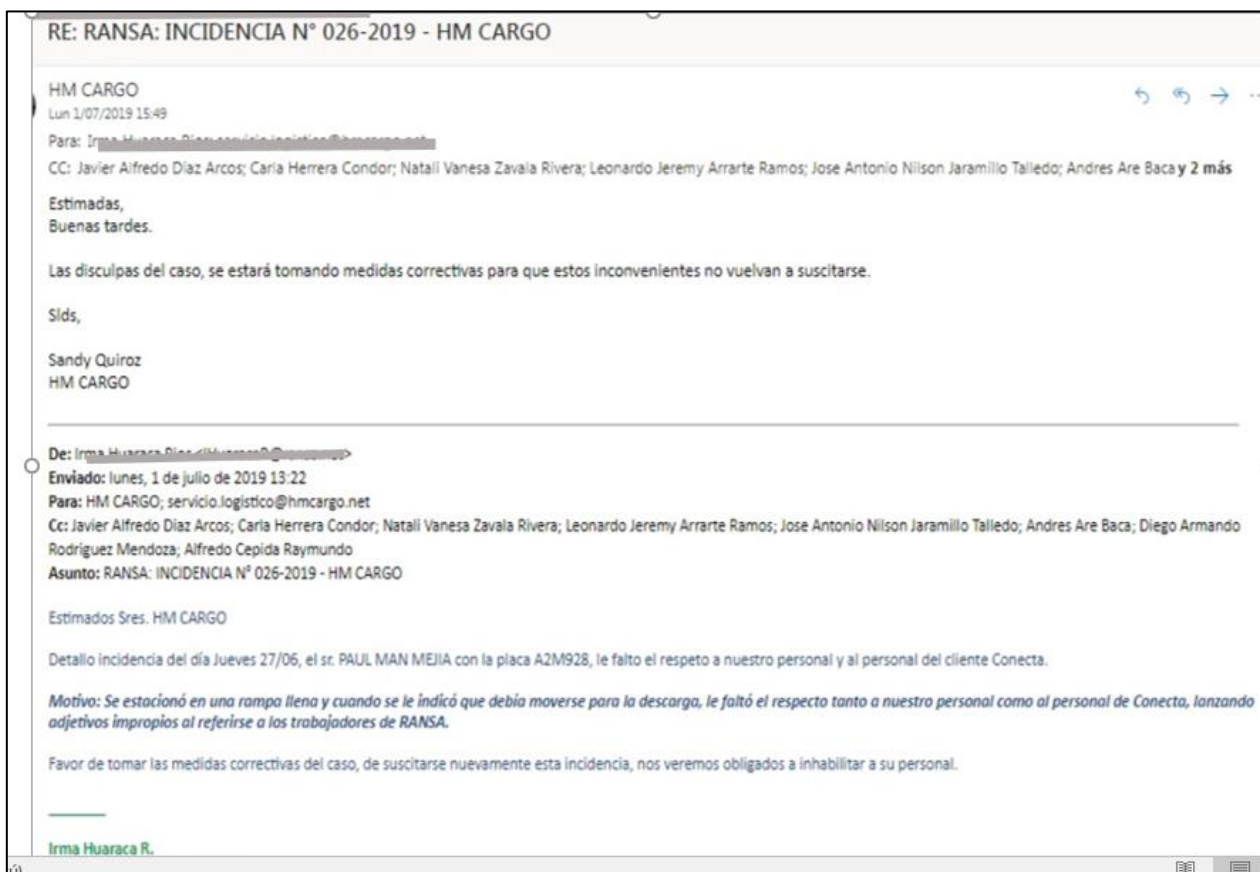 RE: RANSA: INCIDENCIA N° 026-2019 - HM CARGO
HM CARGO
Lun 1/07/2019 15:49
Para:
CC: Javier Alfredo Diaz Arcos; Carla Herrera Condor; Natali Vanesa Zavala Rivera; Leonardo Jeremy Arrarte Ramos; Jose Antonio Nilson Jaramillo Talledo; Andres Are Baca y 2 más
Estimadas,
Buenas tardes.
Las disculpas del caso, se estará tomando medidas correctivas para que estos inconvenientes no vuelvan a suscitarse.
Slds,
Sandy Quiroz
HM CARGO
De:
Enviado: lunes, 1 de julio de 2019 13:22
Para: HM CARGO; servicio.logistico@hmcargo.net
Cc: Javier Alfredo Diaz Arcos; Carla Herrera Condor; Natali Vanesa Zavala Rivera; Leonardo Jeremy Arrarte Ramos; Jose Antonio Nilson Jaramillo Talledo; Andres Are Baca; Diego Armando
Rodriguez Mendoza; Alfredo Cepida Raymundo
Asunto: RANSA: INCIDENCIA N° 026-2019 - HM CARGO
Estimados Sres. HM CARGO
Detallo incidencia del día Jueves 27/06, el sr. PAUL MAN MEJIA con la placa A2M928, le falto el respeto a nuestro personal y al personal del cliente Conecta.
Motivo: Se estacionó en una rampa llena y cuando se le indicó que debía moverse para la descarga, le faltó el respecto tanto a nuestro personal como al personal de Conecta, lanzando
adjetivos impropios al referirse a los trabajadores de RANSA.
Favor de tomar las medidas correctivas del caso, de suscitarse nuevamente esta incidencia, nos veremos obligados a inhabilitar a su personal.
Irma Huaraca R.